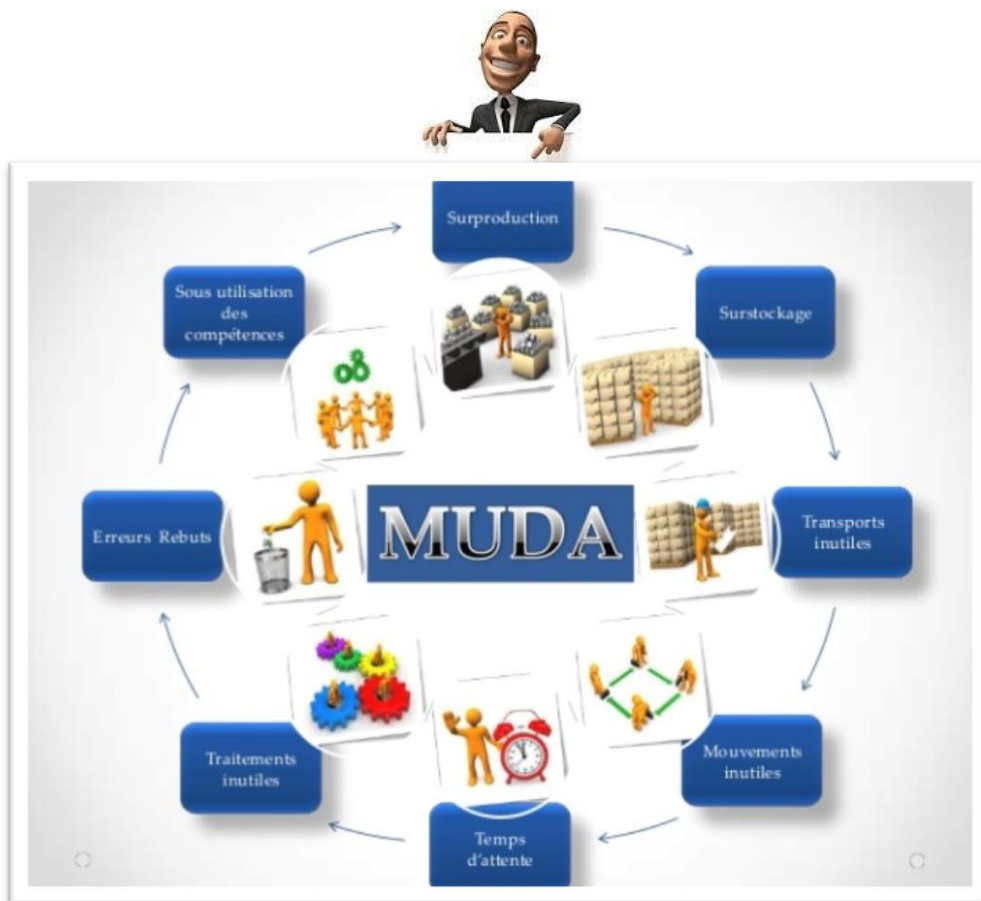 Surproduction
Surstockage
Transports
inutiles
Mouvements
inutiles
Temps
d'attente
Traitements
inutiles
Erreurs Rebuts
Sous utilisation
des
compétences
MUDA